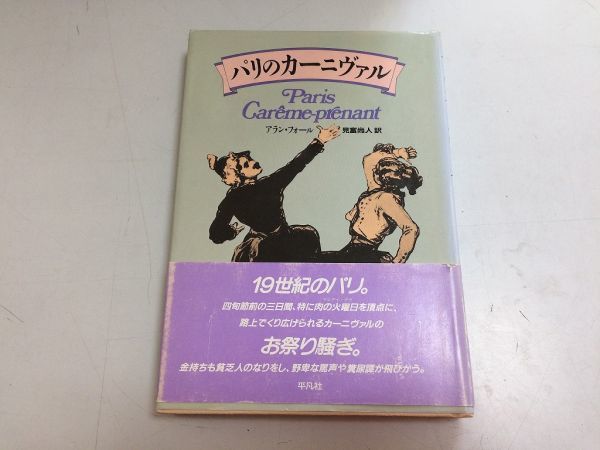 パリのカーニヴァル
Paris
Carême-prenant
アラン・フォール 見富尚人 訳
19世紀のパリ。
四旬節前の三日間、特に肉の火曜日を頂点に、
路上でくり広げられるカーニヴァルの
お祭り騒ぎ。
金持ちも貧乏人のなりをし、野卑な罵声や糞尿譚が飛びかう。
平凡社